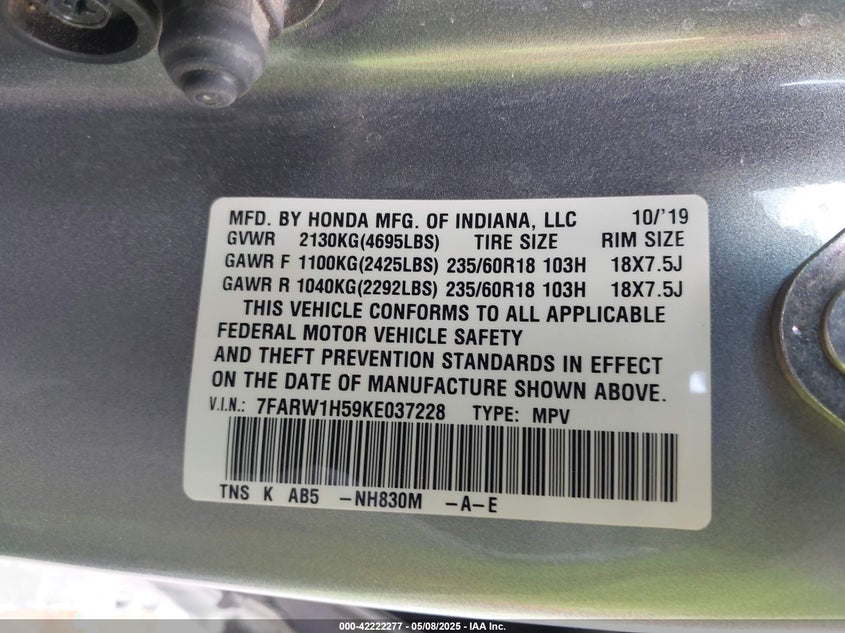 MFD. BY HONDA MFG. OF INDIANA, LLC 10/'19
GVWR 2130KG(4695LBS) TIRE SIZE RIM SIZE
GAWR F 1100KG(2425LBS) 235/60R18 103H 18X7.5J
GAWR R 1040KG(2292LBS) 235/60R18 103H 18X7.5J
THIS VEHICLE CONFORMS TO ALL APPLICABLE
FEDERAL MOTOR VEHICLE SAFETY
AND THEFT PREVENTION STANDARDS IN EFFECT
ON THE DATE OF MANUFACTURE SHOWN ABOVE.
V.I.N.: 7FARW1H59KE037228 TYPE: MPV
TNS K AB5 -NH830M -A-E
000-42222277 - 05/08/2025 - IAA Inc.